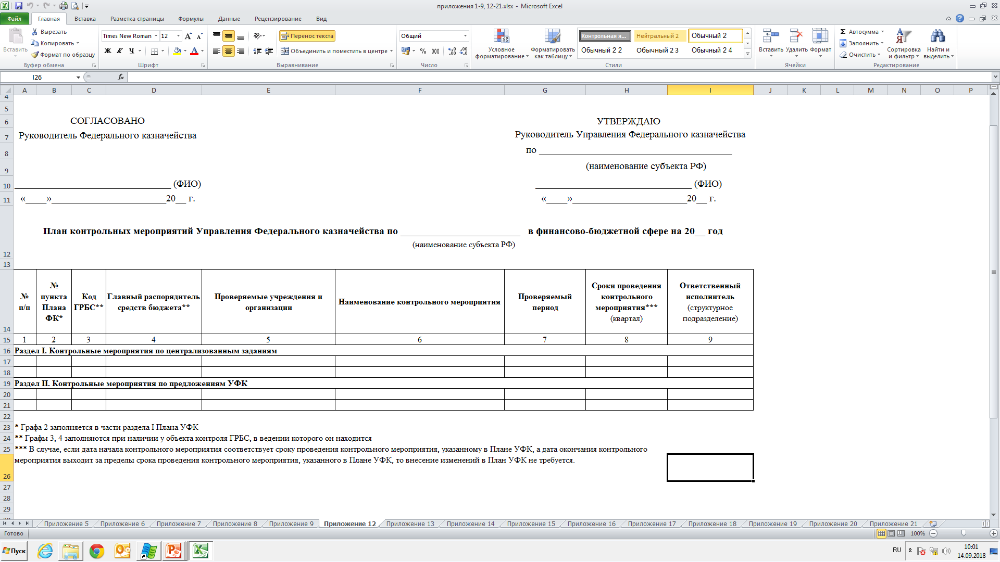 приложения 1-9, 12-21.xlsx - Microsoft Excel
Файл Главная Вставка Разметка страницы Формулы Данные Рецензирование Вид
Вставить
Вырезать
Копировать
Формат по образцу
Буфер обмена
Times New Roman 12
Ж К Ч
Шрифт
Перенос текста
Объединить и поместить в центре
Выравнивание
Общий
% 000
Число
Условное форматирование
Форматировать как таблицу
Контрольная я... Нейтральный 2 Обычный 2
Обычный 2 2 Обычный 2 3 Обычный 2 4
Стили
Вставить Удалить Формат
Ячейки
Σ Автосумма
Заполнить
Очистить
Сортировка и фильтр
Найти и выделить
Редактирование
I26 fx
A B C D E F G H I J K L M N O P
4
5
6 СОГЛАСОВАНО УТВЕРЖДАЮ
7 Руководитель Федерального казначейства Руководитель Управления Федерального казначейства
8 по _____________________________________
9 (наименование субъекта РФ)
10 ______________________________ (ФИО) ______________________________ (ФИО)
11 «____»______________________20__ г. «____»______________________20__ г.
План контрольных мероприятий Управления Федерального казначейства по _______________________ в финансово-бюджетной сфере на 20__ год
(наименование субъекта РФ)
12
13
14
№ п/п
№ пункта Плана ФК*
Код ГРБС**
Главный распорядитель средств бюджета**
Проверяемые учреждения и организации
Наименование контрольного мероприятия
Проверяемый период
Сроки проведения контрольного мероприятия*** (квартал)
Ответственный исполнитель (структурное подразделение)
15 1 2 3 4 5 6 7 8 9
16 Раздел I. Контрольные мероприятия по централизованным заданиям
17
18
19 Раздел II. Контрольные мероприятия по предложениям УФК
20
21
22
23 * Графа 2 заполняется в части раздела I Плана УФК
24 ** Графы 3, 4 заполняются при наличии у объекта контроля ГРБС, в ведении которого он находится
25 *** В случае, если дата начала контрольного мероприятия соответствует сроку проведения контрольного мероприятия, указанному в Плане УФК, а дата окончания контрольного
мероприятия выходит за пределы срока проведения контрольного мероприятия, указанного в Плане УФК, то внесение изменений в План УФК не требуется.
26
27
28
29
Приложение 5 Приложение 6 Приложение 7 Приложение 8 Приложение 9 Приложение 12 Приложение 13 Приложение 14 Приложение 15 Приложение 16 Приложение 17 Приложение 18 Приложение 19 Приложение 20 Приложение 21
Готово 100%
Пуск RU 10:01
14.09.2018